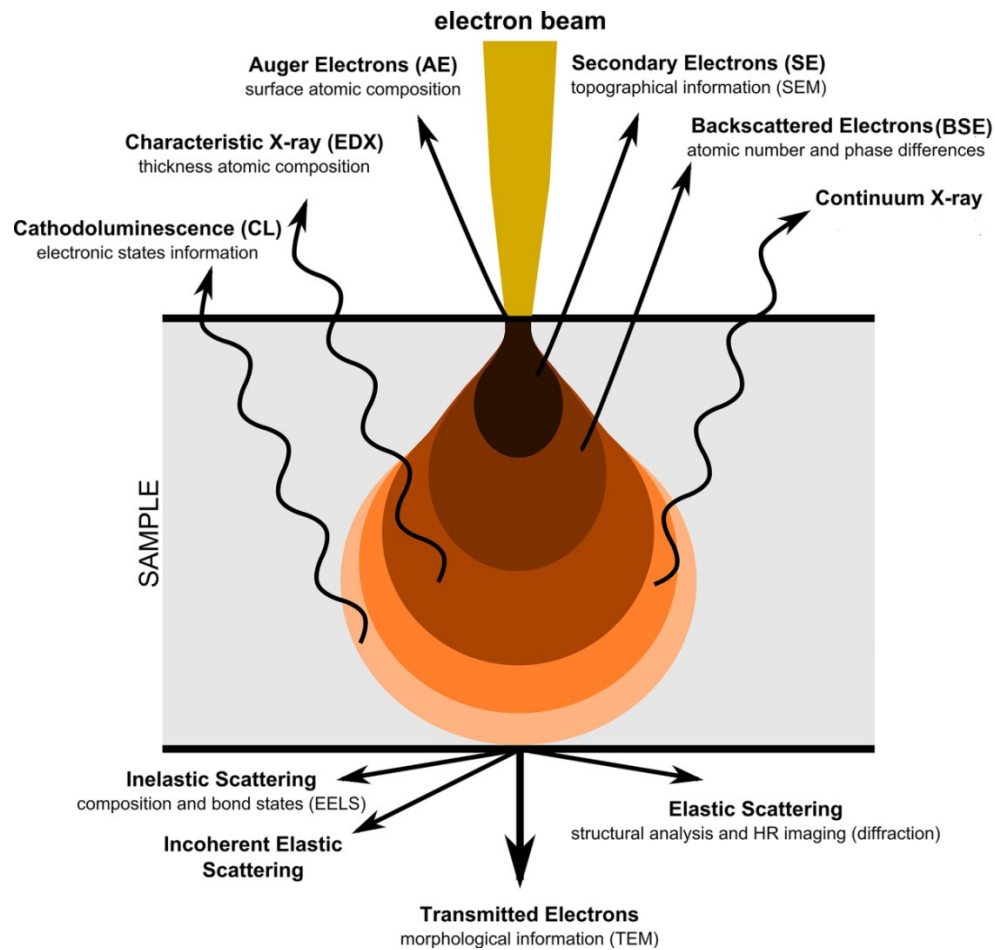 electron beam
Auger Electrons (AE)
surface atomic composition
Secondary Electrons (SE)
topographical information (SEM)
Characteristic X-ray (EDX)
thickness atomic composition
Backscattered Electrons(BSE)
atomic number and phase differences
Cathodoluminescence (CL)
electronic states information
Continuum X-ray
SAMPLE
Inelastic Scattering
composition and bond states (EELS)
Incoherent Elastic
Scattering
Elastic Scattering
structural analysis and HR imaging (diffraction)
Transmitted Electrons
morphological information (TEM)